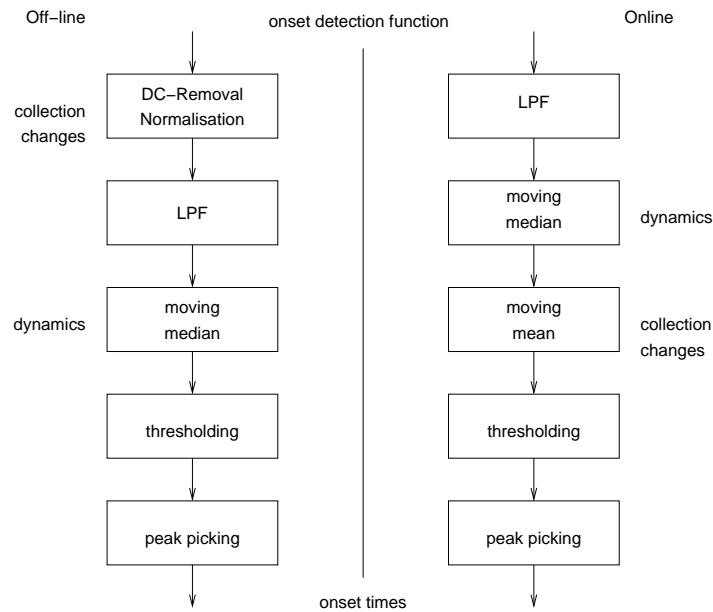 Off−line
onset detection function
Online
DC−Removal
Normalisation
collection
changes
LPF
moving
median
dynamics
thresholding
peak picking
LPF
moving
median
dynamics
moving
mean
collection
changes
thresholding
peak picking
onset times